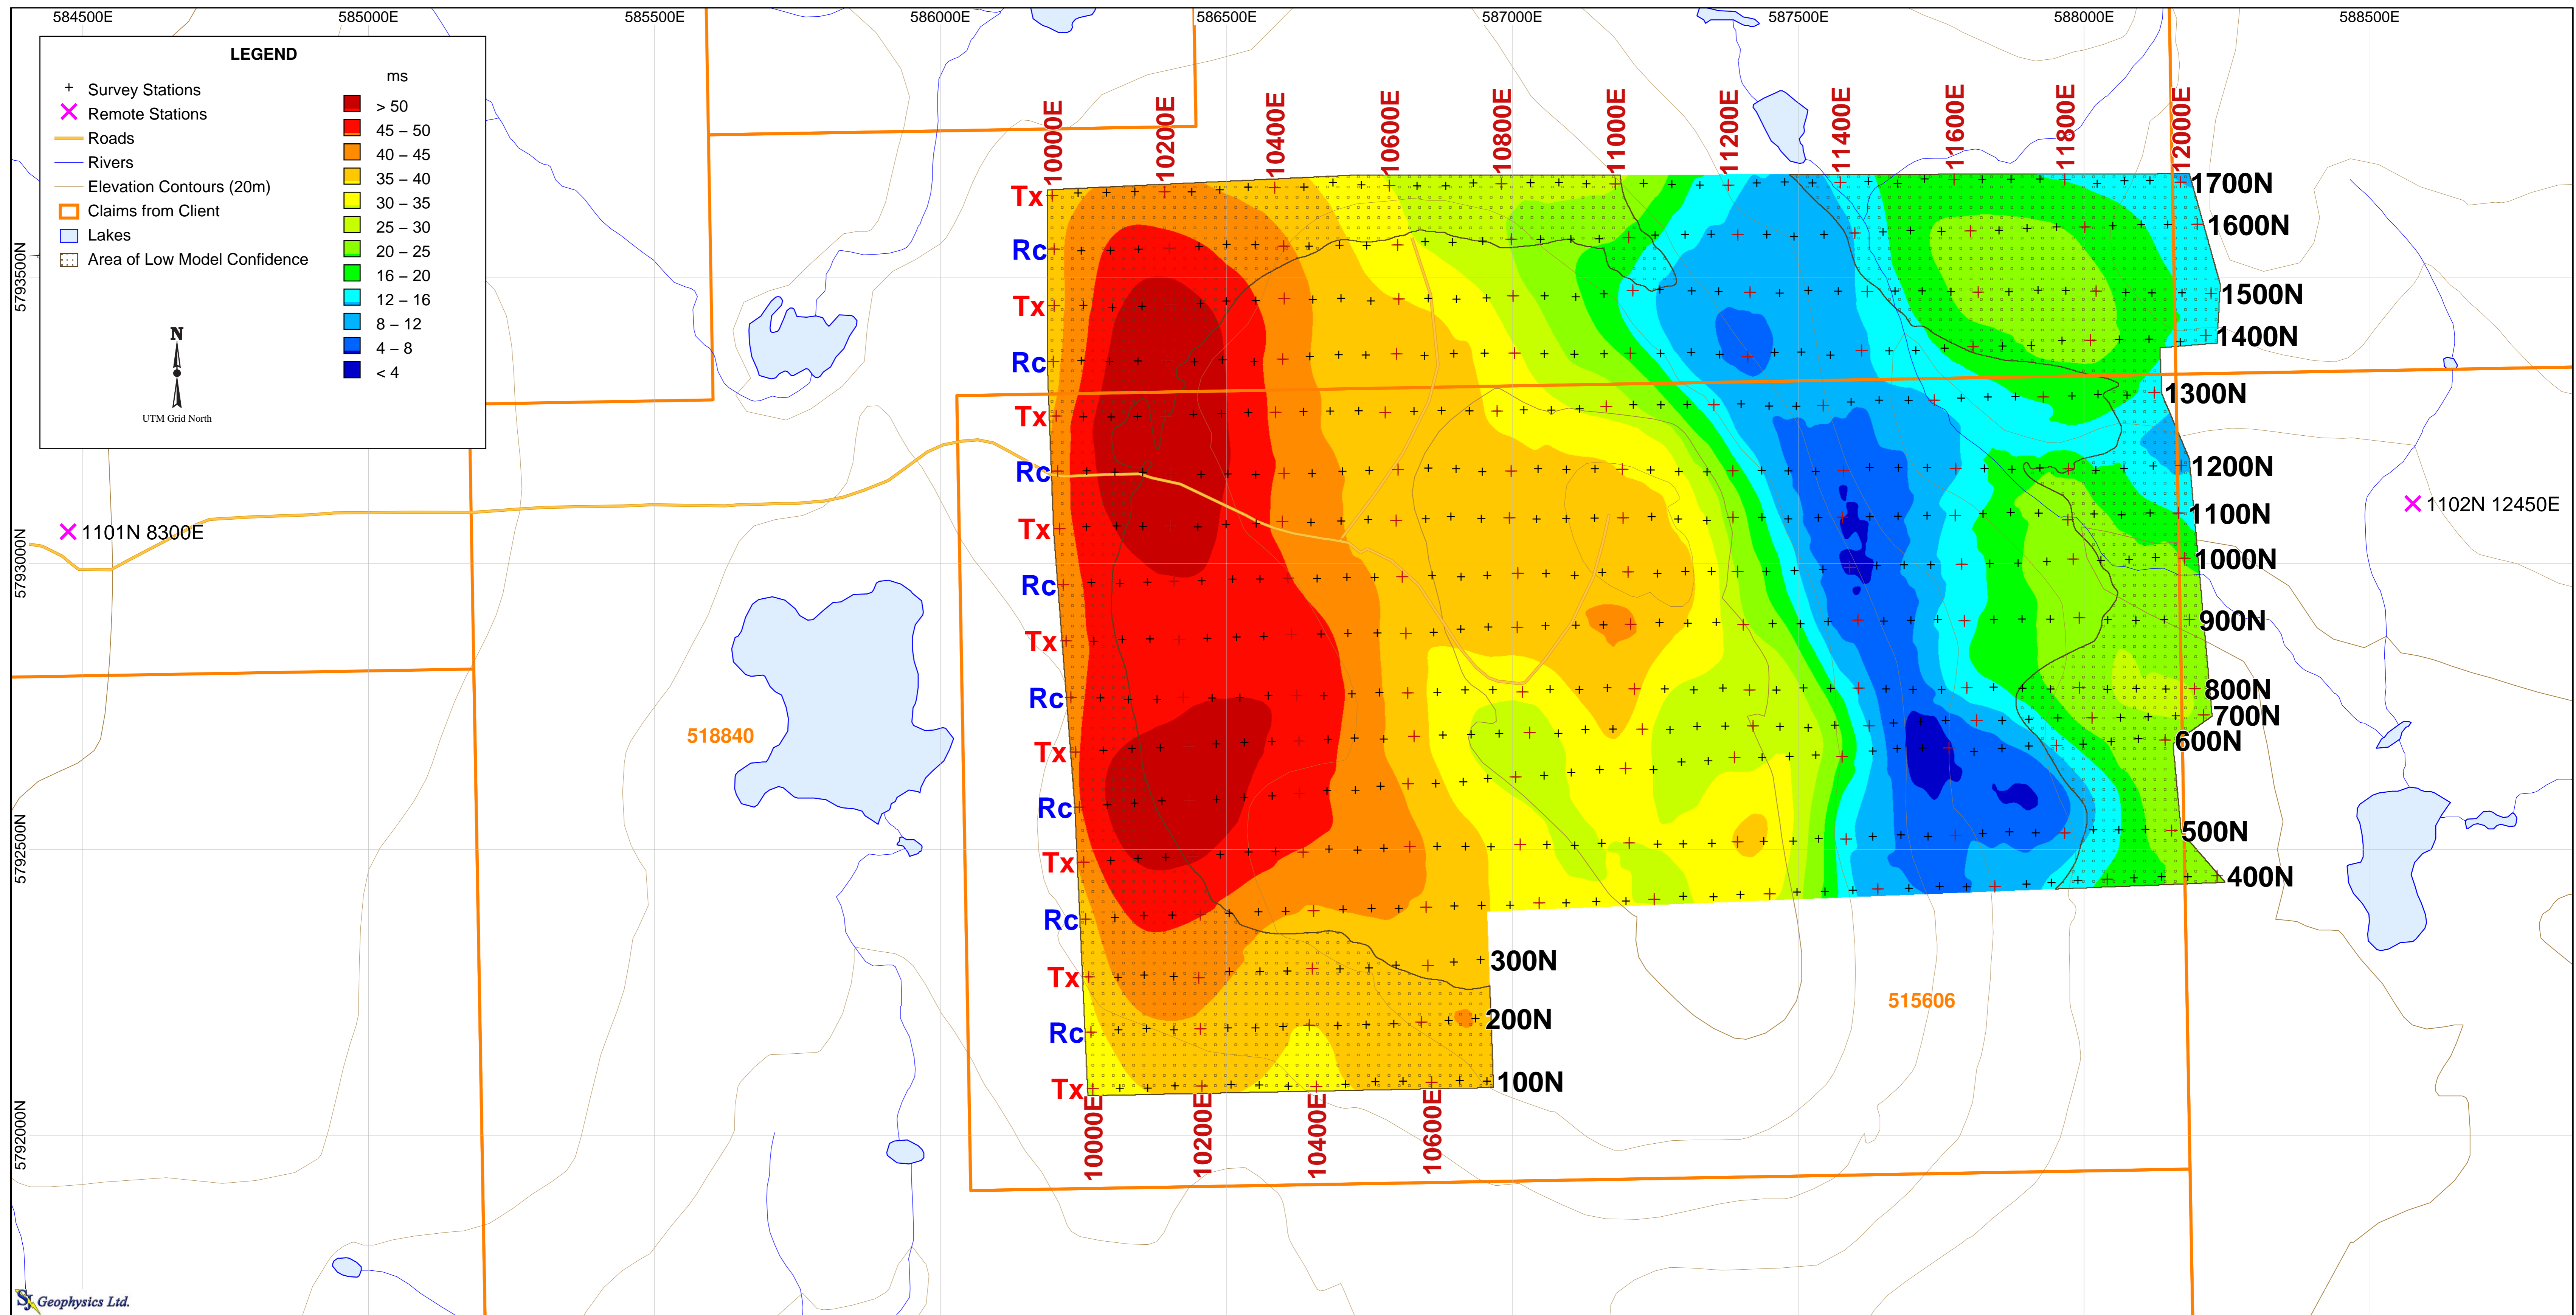 584500E 585000E 585500E 586000E 586500E 587000E 587500E 588000E 588500E
LEGEND
ms
Survey Stations
Remote Stations
Roads
Rivers
Elevation Contours (20m)
Claims from Client
Lakes
Area of Low Model Confidence
> 50
45 – 50
40 – 45
35 – 40
30 – 35
25 – 30
20 – 25
16 – 20
12 – 16
8 – 12
4 – 8
< 4
N
UTM Grid North
10000E 10200E 10400E 10600E 10800E 11000E 11200E 11400E 11600E 11800E 12000E
Tx
Rc
Tx
Rc
Tx
Rc
Tx
Rc
Tx
Rc
Tx
Rc
Tx
Rc
Tx
Rc
Tx
1700N
1600N
1500N
1400N
1300N
1200N
1100N
1000N
900N
800N
700N
600N
500N
400N
300N
200N
100N
10000E 10200E 10400E 10600E
1101N 8300E
1102N 12450E
518840
515606
5793500N
5793000N
5792500N
5792000N
SJ Geophysics Ltd.